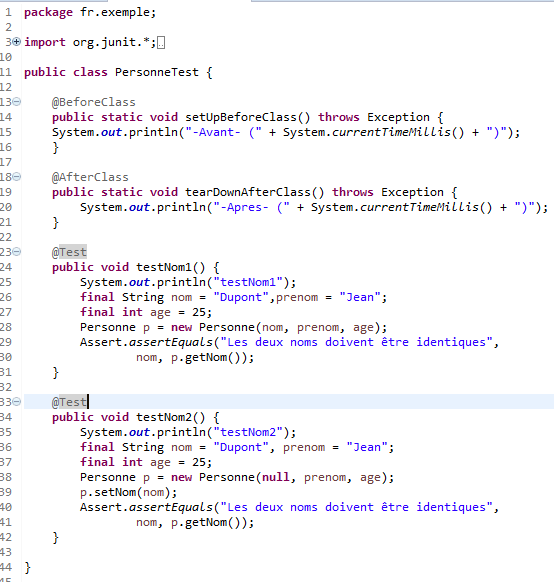 1 package fr.exemple;
2
3 import org.junit.*;
10
11 public class PersonneTest {
12
13 @BeforeClass
14 public static void setUpBeforeClass() throws Exception {
15 System.out.println("-Avant- (" + System.currentTimeMillis() + ")");
16 }
17
18 @AfterClass
19 public static void tearDownAfterClass() throws Exception {
20 System.out.println("-Apres- (" + System.currentTimeMillis() + ")");
21 }
22
23 @Test
24 public void testNom1() {
25 System.out.println("testNom1");
26 final String nom = "Dupont",prenom = "Jean";
27 final int age = 25;
28 Personne p = new Personne(nom, prenom, age);
29 Assert.assertEquals("Les deux noms doivent être identiques",
30 nom, p.getNom());
31 }
32
33 @Test
34 public void testNom2() {
35 System.out.println("testNom2");
36 final String nom = "Dupont", prenom = "Jean";
37 final int age = 25;
38 Personne p = new Personne(null, prenom, age);
39 p.setNom(nom);
40 Assert.assertEquals("Les deux noms doivent être identiques",
41 nom, p.getNom());
42 }
43
44 }
45